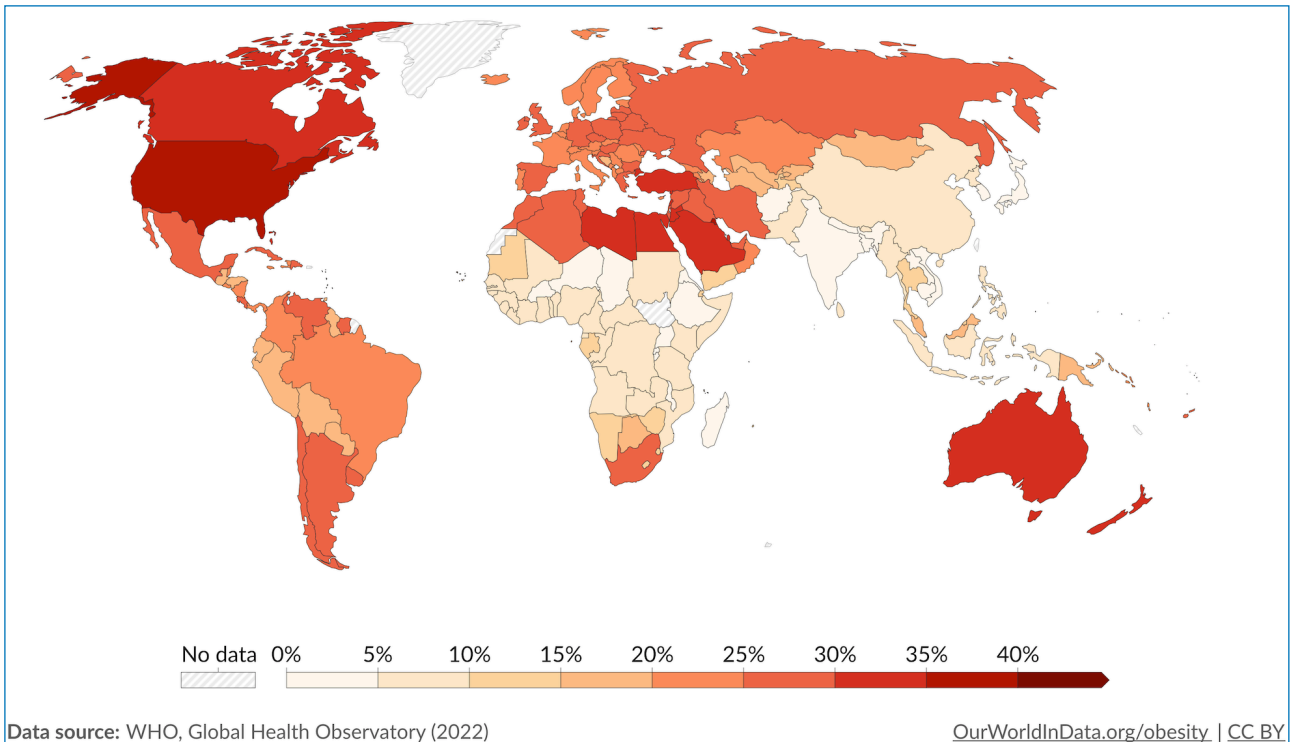 No data 0% 5% 10% 15% 20% 25% 30% 35% 40%
Data source: WHO, Global Health Observatory (2022) OurWorldInData.org/obesity | CC BY